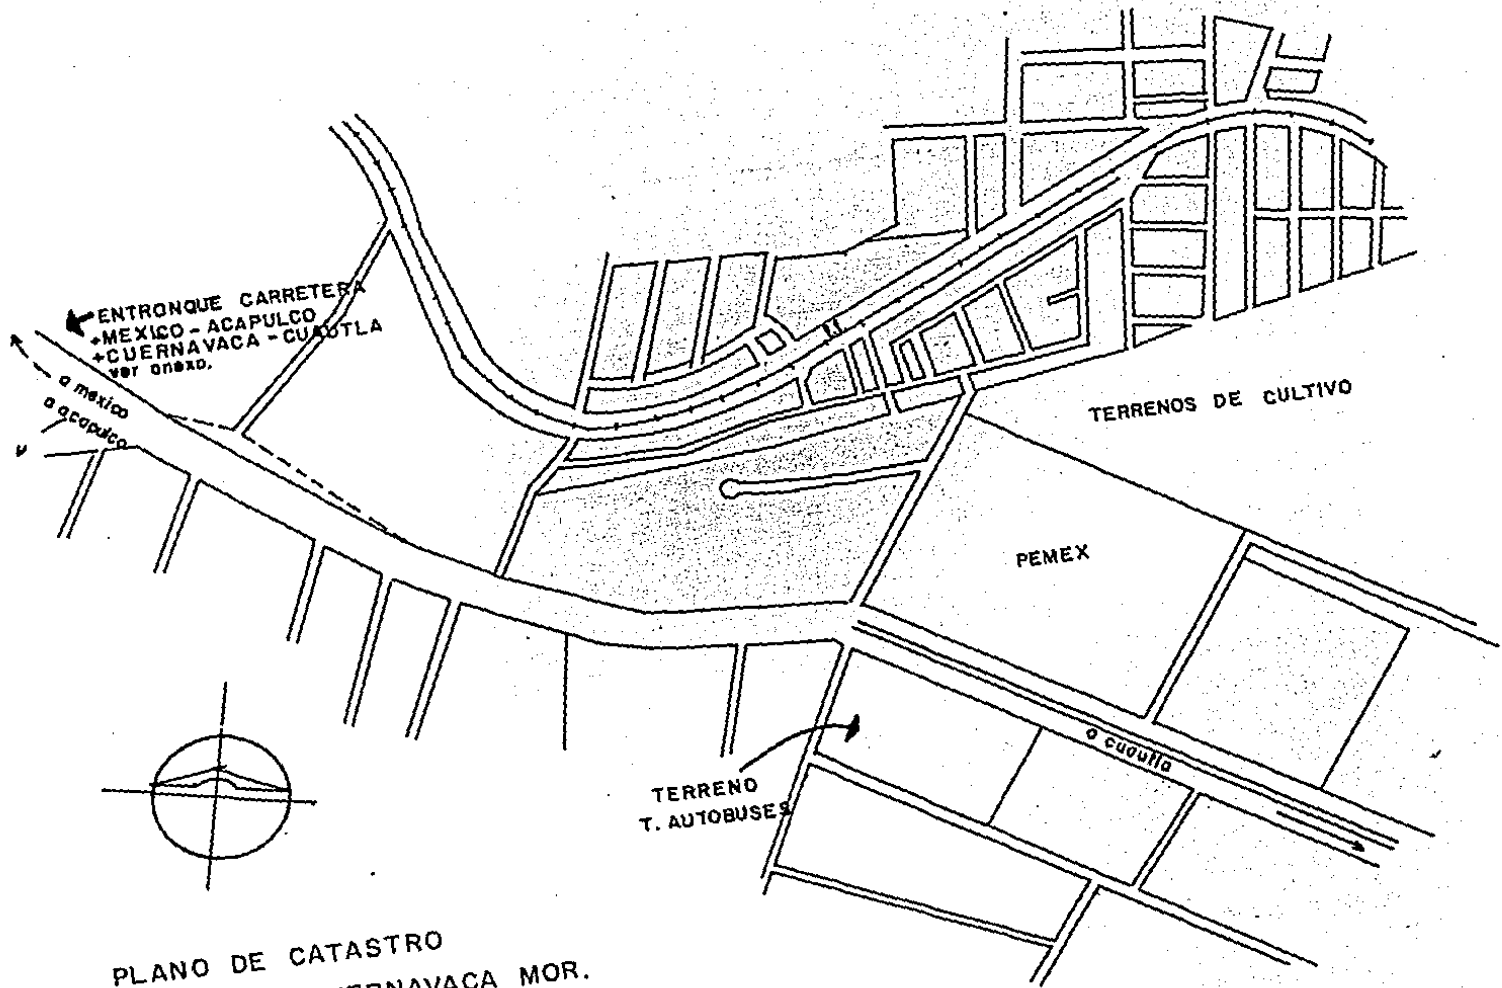 ENTRONQUE CARRETERA
+MEXICO - ACAPULCO
+CUERNAVACA - CUAUTLA
ver anexo.
a mexico
a acapulco
TERRENOS DE CULTIVO
PEMEX
a cuautla
TERRENO
T. AUTOBUSES
PLANO DE CATASTRO
MOR.